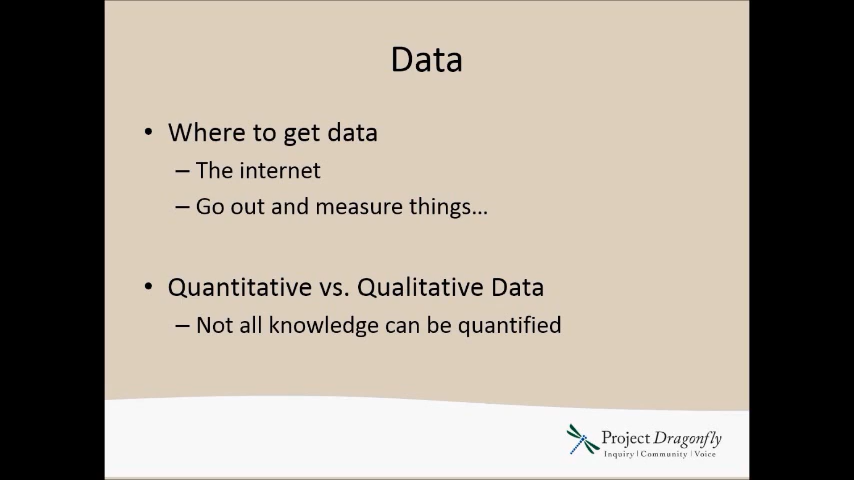 Data
• Where to get data
– The internet
– Go out and measure things...
• Quantitative vs. Qualitative Data
– Not all knowledge can be quantified
Project Dragonfly
Inquiry | Community | Voice